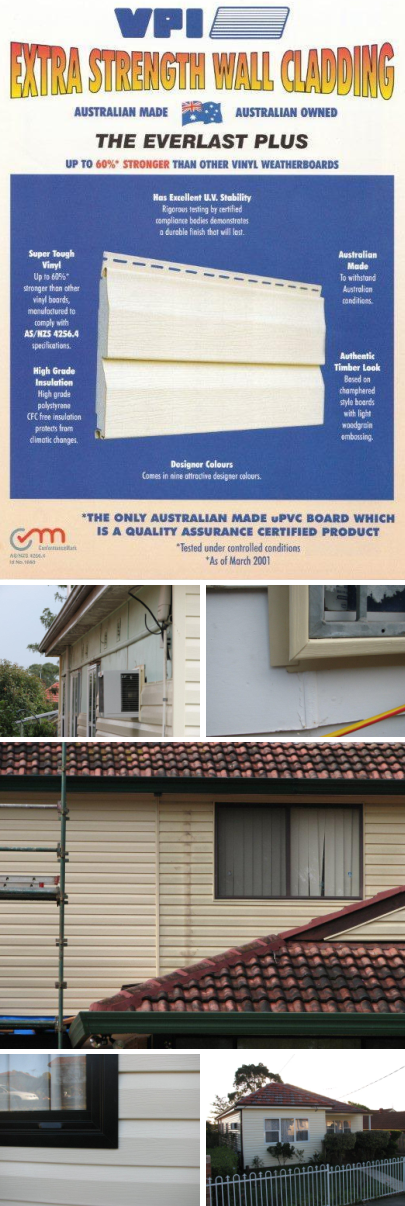 VPI
EXTRA STRENGTH WALL CLADDING
AUSTRALIAN MADE AUSTRALIAN OWNED
THE EVERLAST PLUS
UP TO 60%* STRONGER THAN OTHER VINYL WEATHERBOARDS
Has Excellent U.V. Stability
Rigorous testing by certified
compliance bodies demonstrates
a durable finish that will last.
Super Tough
Vinyl
Up to 60%*
stronger than other
vinyl boards,
manufactured to
comply with
AS/NZS 4256.4
specifications.
High Grade
Insulation
High grade
polystyrene
CFC free insulation
protects from
climatic changes.
Australian
Made
To withstand
Australian
conditions.
Authentic
Timber Look
Based on
champhered
style boards
with light
woodgrain
embossing.
Designer Colours
Comes in nine attractive designer colours.
*THE ONLY AUSTRALIAN MADE uPVC BOARD WHICH
IS A QUALITY ASSURANCE CERTIFIED PRODUCT
*Tested under controlled conditions
*As of March 2001
AS/NZS 4256.4